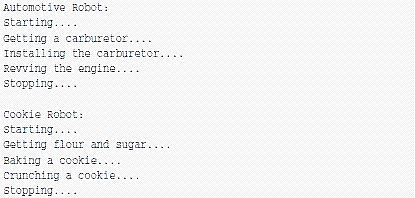 Automotive Robot:
Starting....
Getting a carburetor....
Installing the carburetor....
Revving the engine....
Stopping....
Cookie Robot:
Starting....
Getting flour and sugar....
Baking a cookie....
Crunching a cookie....
Stopping....